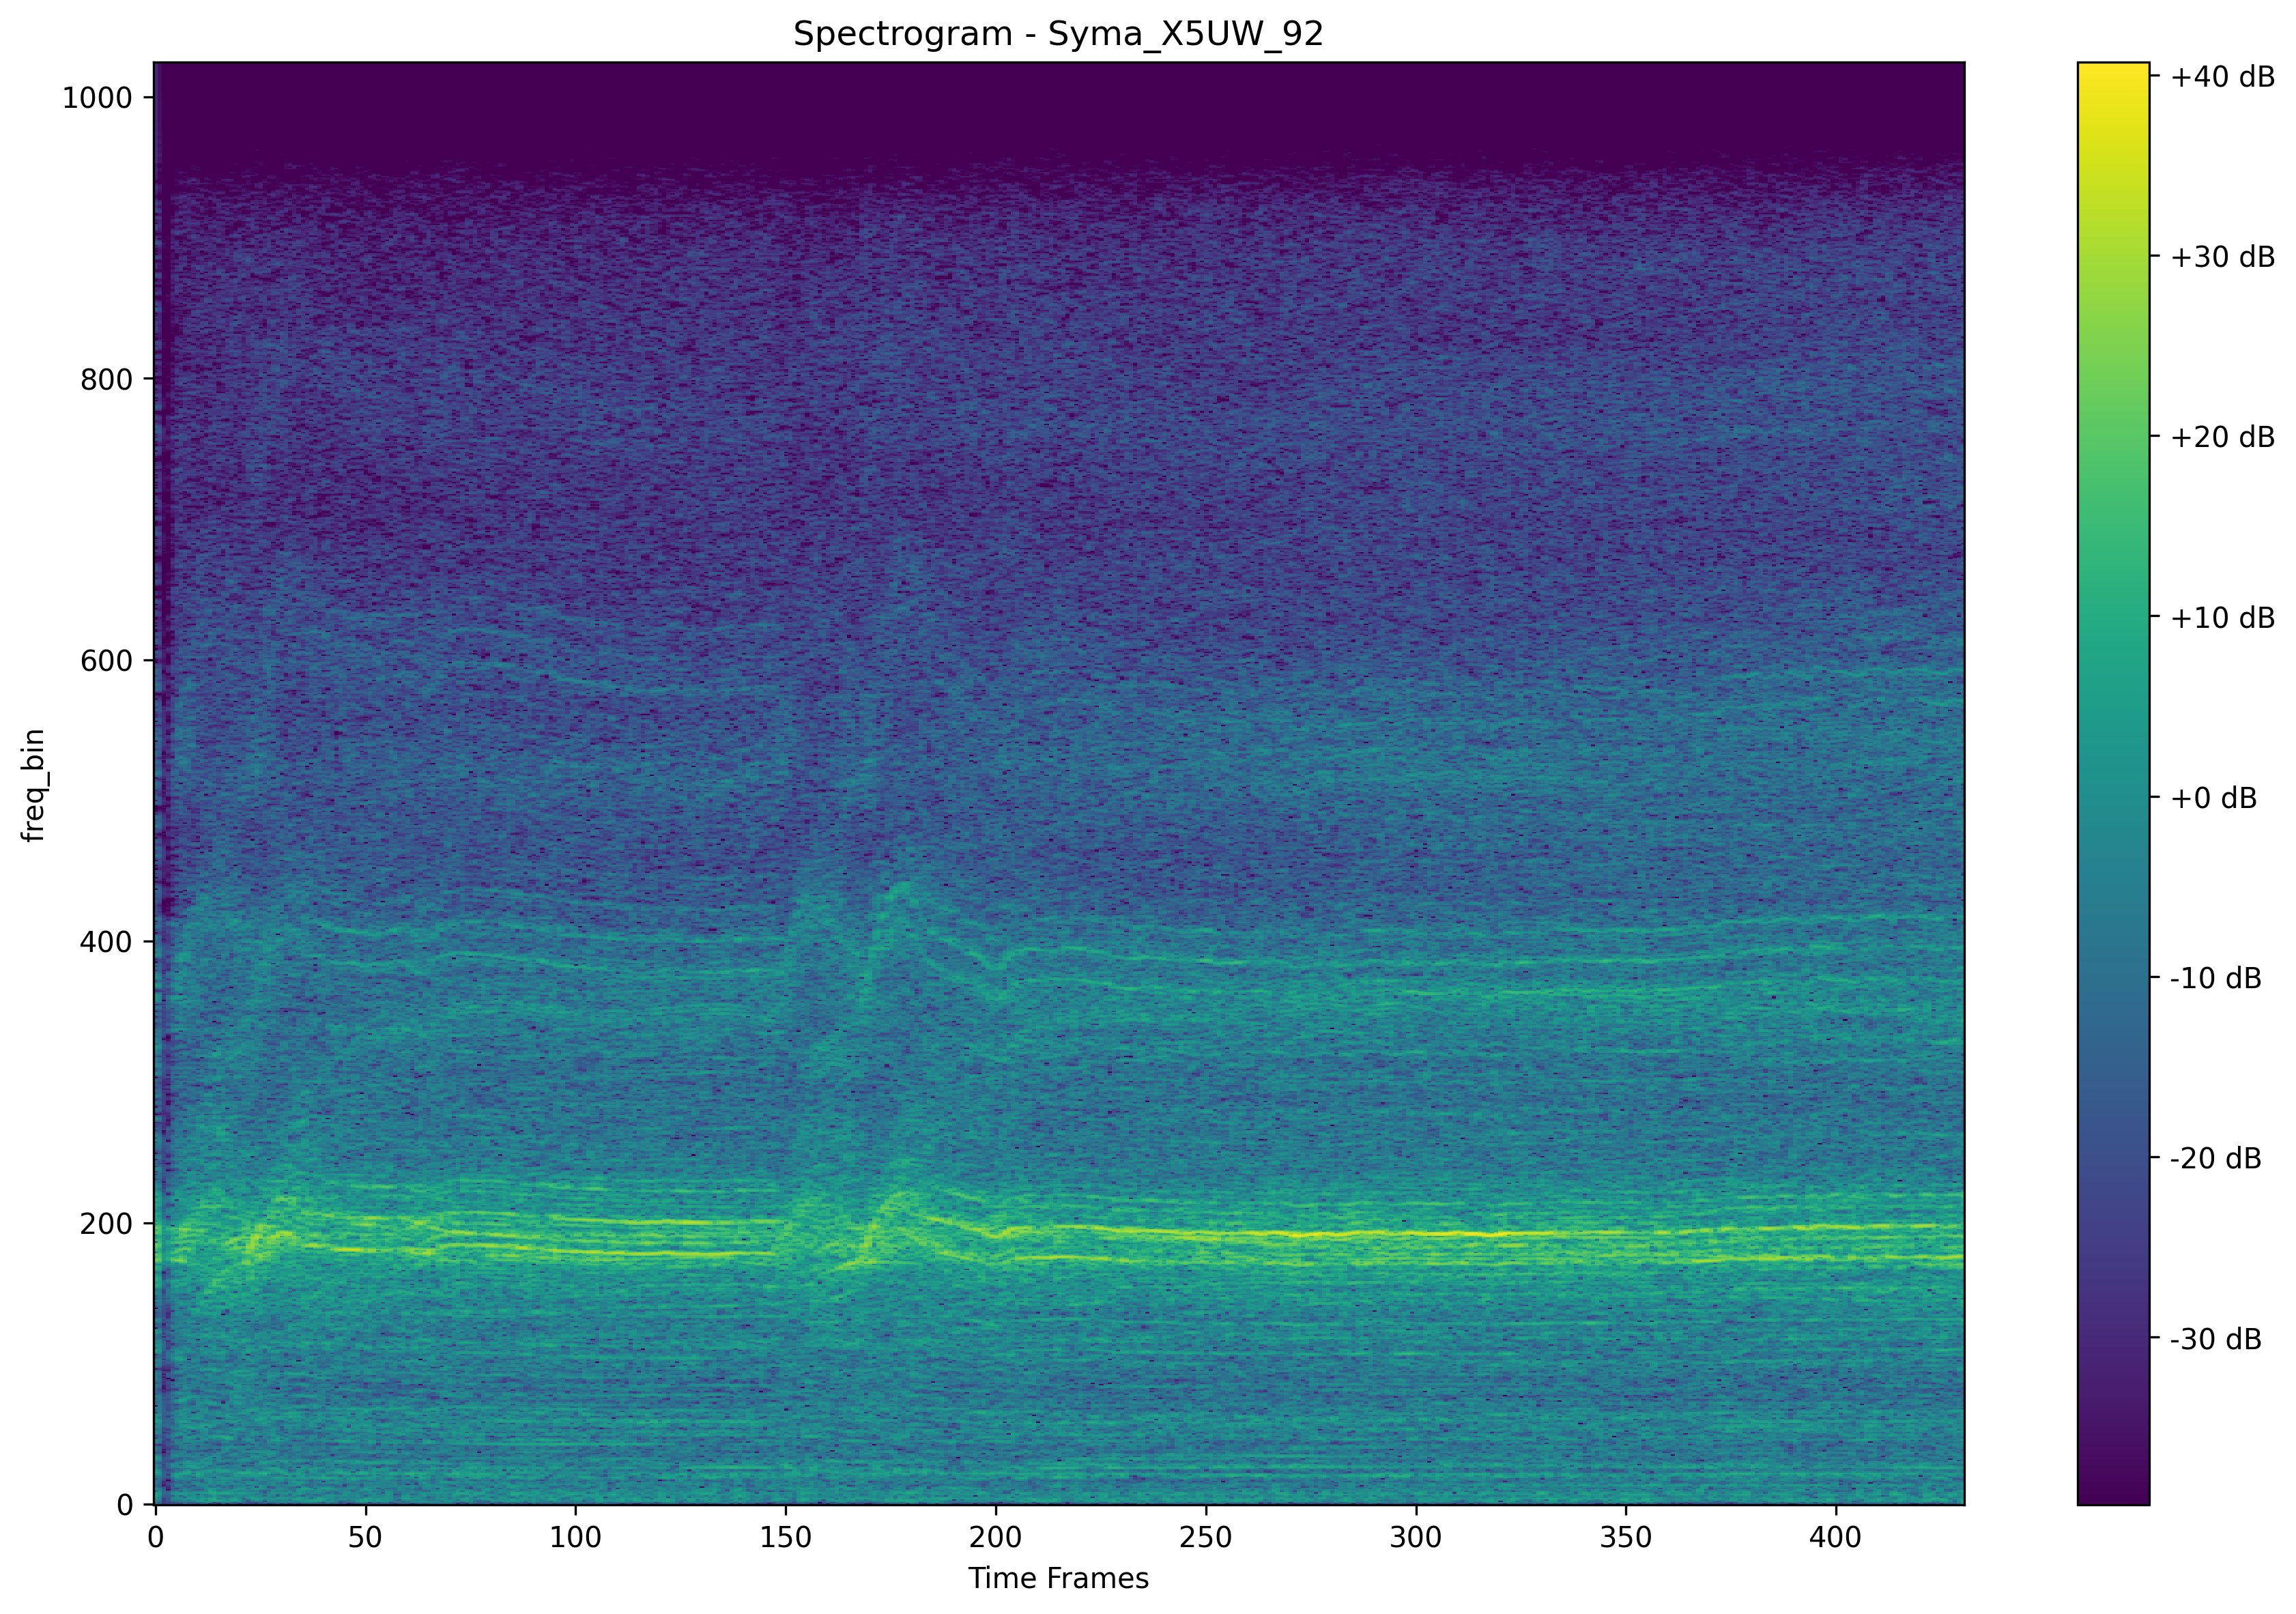 Spectrogram - Syma_X5UW_92
freq_bin
1000
800
600
400
200
0
0 50 100 150 200 250 300 350 400
Time Frames
+40 dB
+30 dB
+20 dB
+10 dB
+0 dB
-10 dB
-20 dB
-30 dB